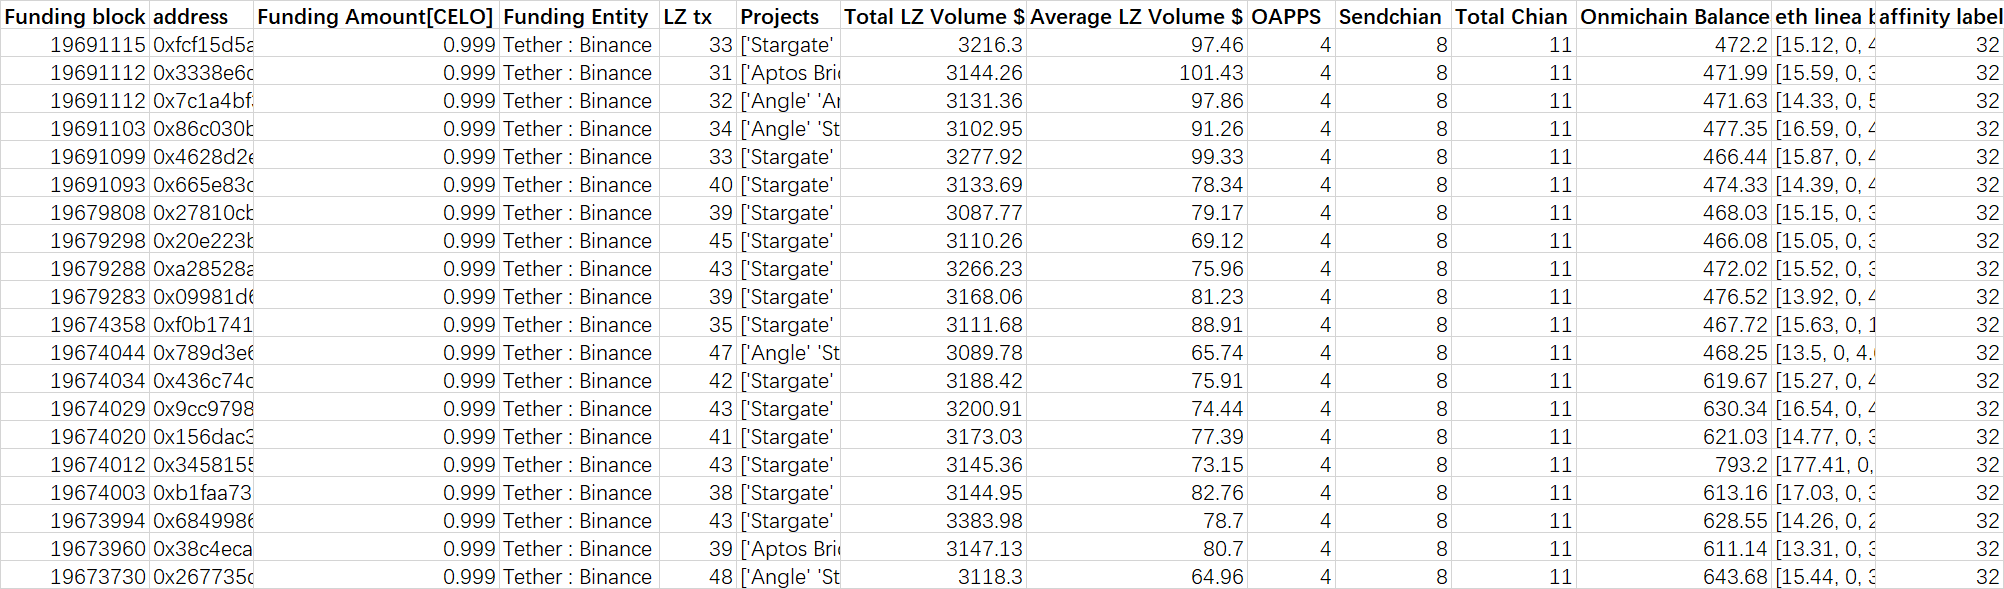 Funding block address Funding Amount[CELO] Funding Entity LZ tx Projects Total LZ Volume $ Average LZ Volume $ OAPPS Sendchian Total Chian Onmichain Balance eth linea b affinity label
19691115 0xfcf15d5a 0.999 Tether : Binance 33 ['Stargate' 3216.3 97.46 4 8 11 472.2 [15.12, 0, 4 32
19691112 0x3338e6c 0.999 Tether : Binance 31 ['Aptos Bri 3144.26 101.43 4 8 11 471.99 [15.59, 0, 3 32
19691112 0x7c1a4bf 0.999 Tether : Binance 32 ['Angle' 'Ar 3131.36 97.86 4 8 11 471.63 [14.33, 0, 5 32
19691103 0x86c030b 0.999 Tether : Binance 34 ['Angle' 'St 3102.95 91.26 4 8 11 477.35 [16.59, 0, 4 32
19691099 0x4628d2e 0.999 Tether : Binance 33 ['Stargate' 3277.92 99.33 4 8 11 466.44 [15.87, 0, 4 32
19691093 0x665e83c 0.999 Tether : Binance 40 ['Stargate' 3133.69 78.34 4 8 11 474.33 [14.39, 0, 4 32
19679808 0x27810cb 0.999 Tether : Binance 39 ['Stargate' 3087.77 79.17 4 8 11 468.03 [15.15, 0, 3 32
19679298 0x20e223b 0.999 Tether : Binance 45 ['Stargate' 3110.26 69.12 4 8 11 466.08 [15.05, 0, 3 32
19679288 0xa28528a 0.999 Tether : Binance 43 ['Stargate' 3266.23 75.96 4 8 11 472.02 [15.52, 0, 3 32
19679283 0x09981d6 0.999 Tether : Binance 39 ['Stargate' 3168.06 81.23 4 8 11 476.52 [13.92, 0, 4 32
19674358 0xf0b1741 0.999 Tether : Binance 35 ['Stargate' 3111.68 88.91 4 8 11 467.72 [15.63, 0, 1 32
19674044 0x789d3e6 0.999 Tether : Binance 47 ['Angle' 'St 3089.78 65.74 4 8 11 468.25 [13.5, 0, 4. 32
19674034 0x436c74c 0.999 Tether : Binance 42 ['Stargate' 3188.42 75.91 4 8 11 619.67 [15.27, 0, 4 32
19674029 0x9cc9798 0.999 Tether : Binance 43 ['Stargate' 3200.91 74.44 4 8 11 630.34 [16.54, 0, 4 32
19674020 0x156dac3 0.999 Tether : Binance 41 ['Stargate' 3173.03 77.39 4 8 11 621.03 [14.77, 0, 3 32
19674012 0x3458155 0.999 Tether : Binance 43 ['Stargate' 3145.36 73.15 4 8 11 793.2 [177.41, 0, 32
19674003 0xb1faa73 0.999 Tether : Binance 38 ['Stargate' 3144.95 82.76 4 8 11 613.16 [17.03, 0, 3 32
19673994 0x6849986 0.999 Tether : Binance 43 ['Stargate' 3383.98 78.7 4 8 11 628.55 [14.26, 0, 2 32
19673960 0x38c4eca 0.999 Tether : Binance 39 ['Aptos Bri 3147.13 80.7 4 8 11 611.14 [13.31, 0, 3 32
19673730 0x267735c 0.999 Tether : Binance 48 ['Angle' 'St 3118.3 64.96 4 8 11 643.68 [15.44, 0, 3 32